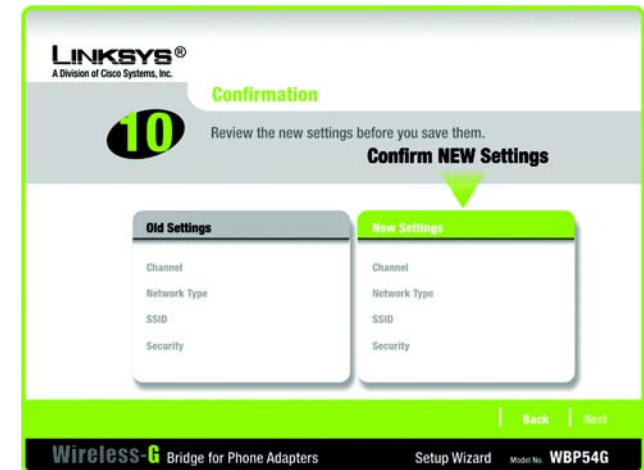 LINKSYS®
A Division of Cisco Systems, Inc.
Confirmation
10
Review the new settings before you save them.
Confirm NEW Settings
Old Settings
Channel
Network Type
SSID
Security
New Settings
Channel
Network Type
SSID
Security
Back
Next
Wireless-G Bridge for Phone Adapters
Setup Wizard
Model No. WBP54G